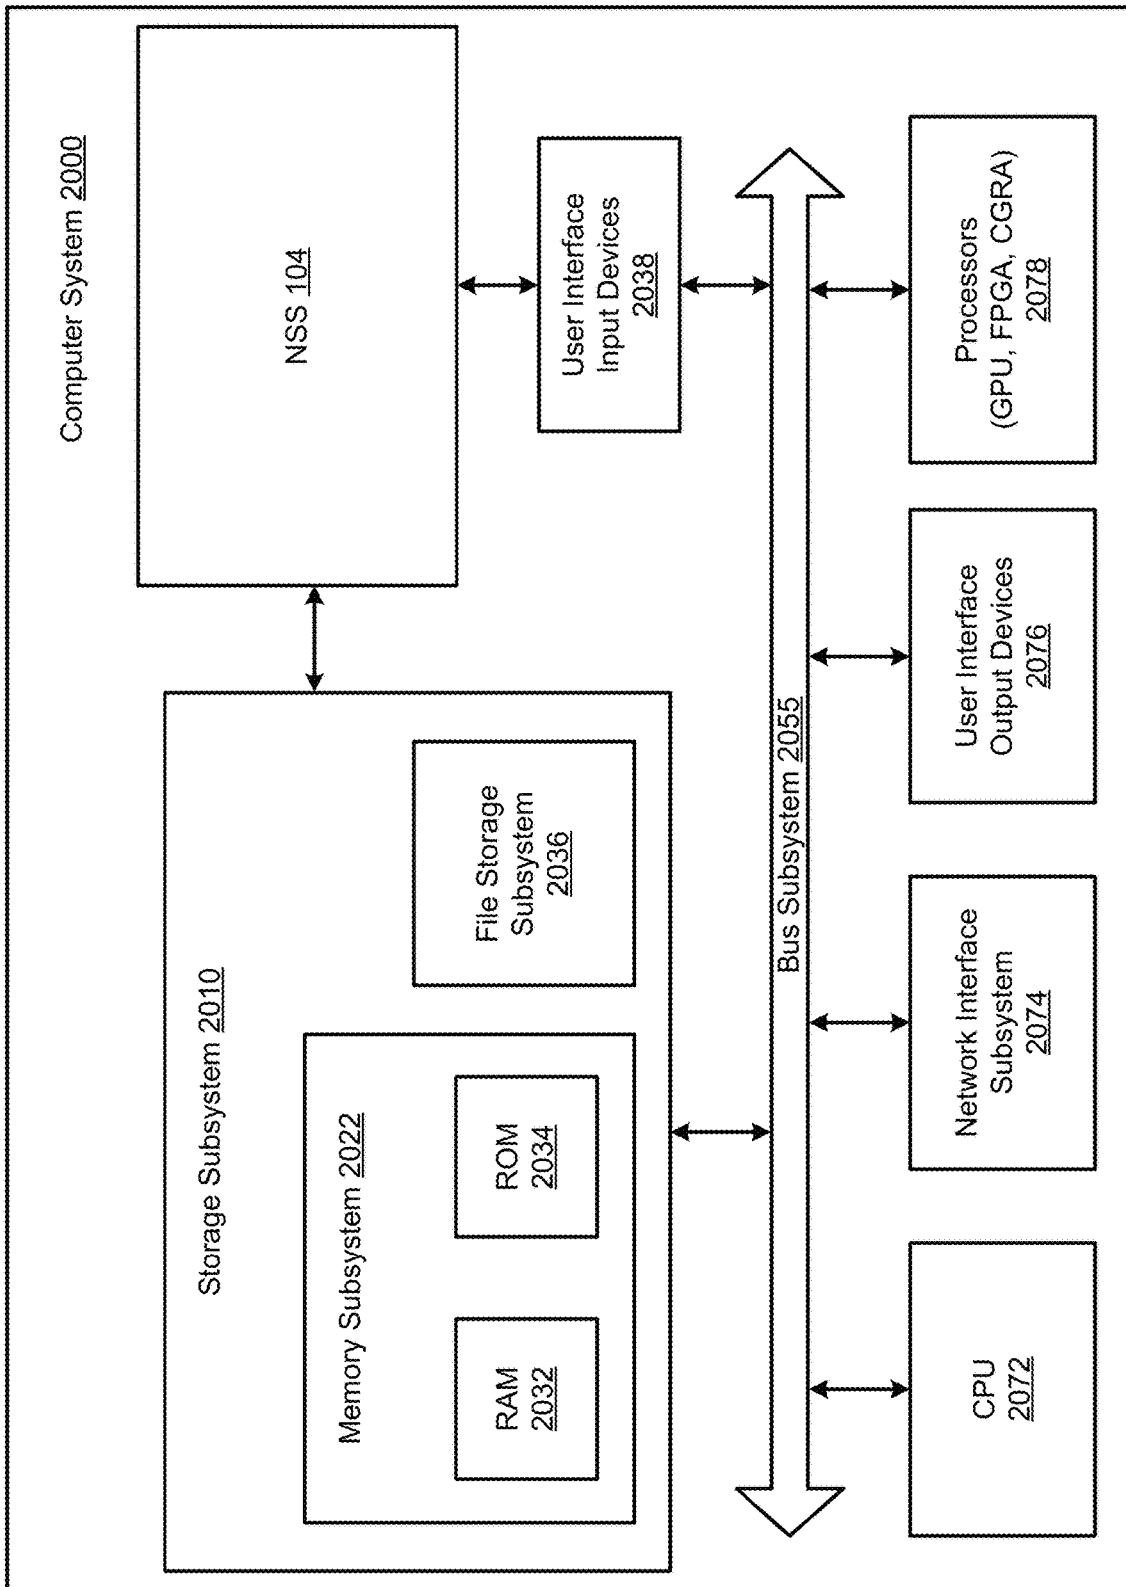 Computer System 2000
Storage Subsystem 2010
Memory Subsystem 2022
RAM
2032
ROM
2034
File Storage
Subsystem
2036
NSS 104
User Interface
Input Devices
2038
Bus Subsystem 2055
CPU
2072
Network Interface
Subsystem
2074
User Interface
Output Devices
2076
Processors
(GPU, FPGA, CGRA)
2078